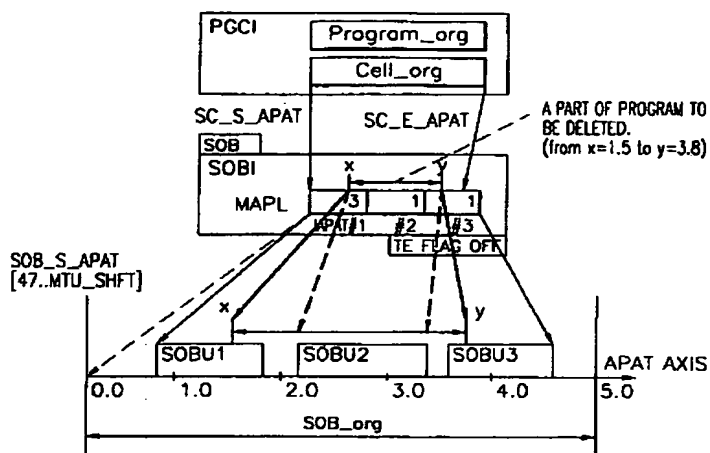 PGCI
Program_org
Cell_org
SC_S_APAT
SC_E_APAT
A PART OF PROGRAM TO
BE DELETED.
(from x=1.5 to y=3.8)
SOB
SOBI
x
y
MAPL
3
1
1
IAPAT
#1
#2
#3
TE FLAG OFF
SOB_S_APAT
[47..MTU_SHFT]
x
y
SOBU1
SOBU2
SOBU3
APAT AXIS
0.0
1.0
2.0
3.0
4.0
5.0
SOB_org